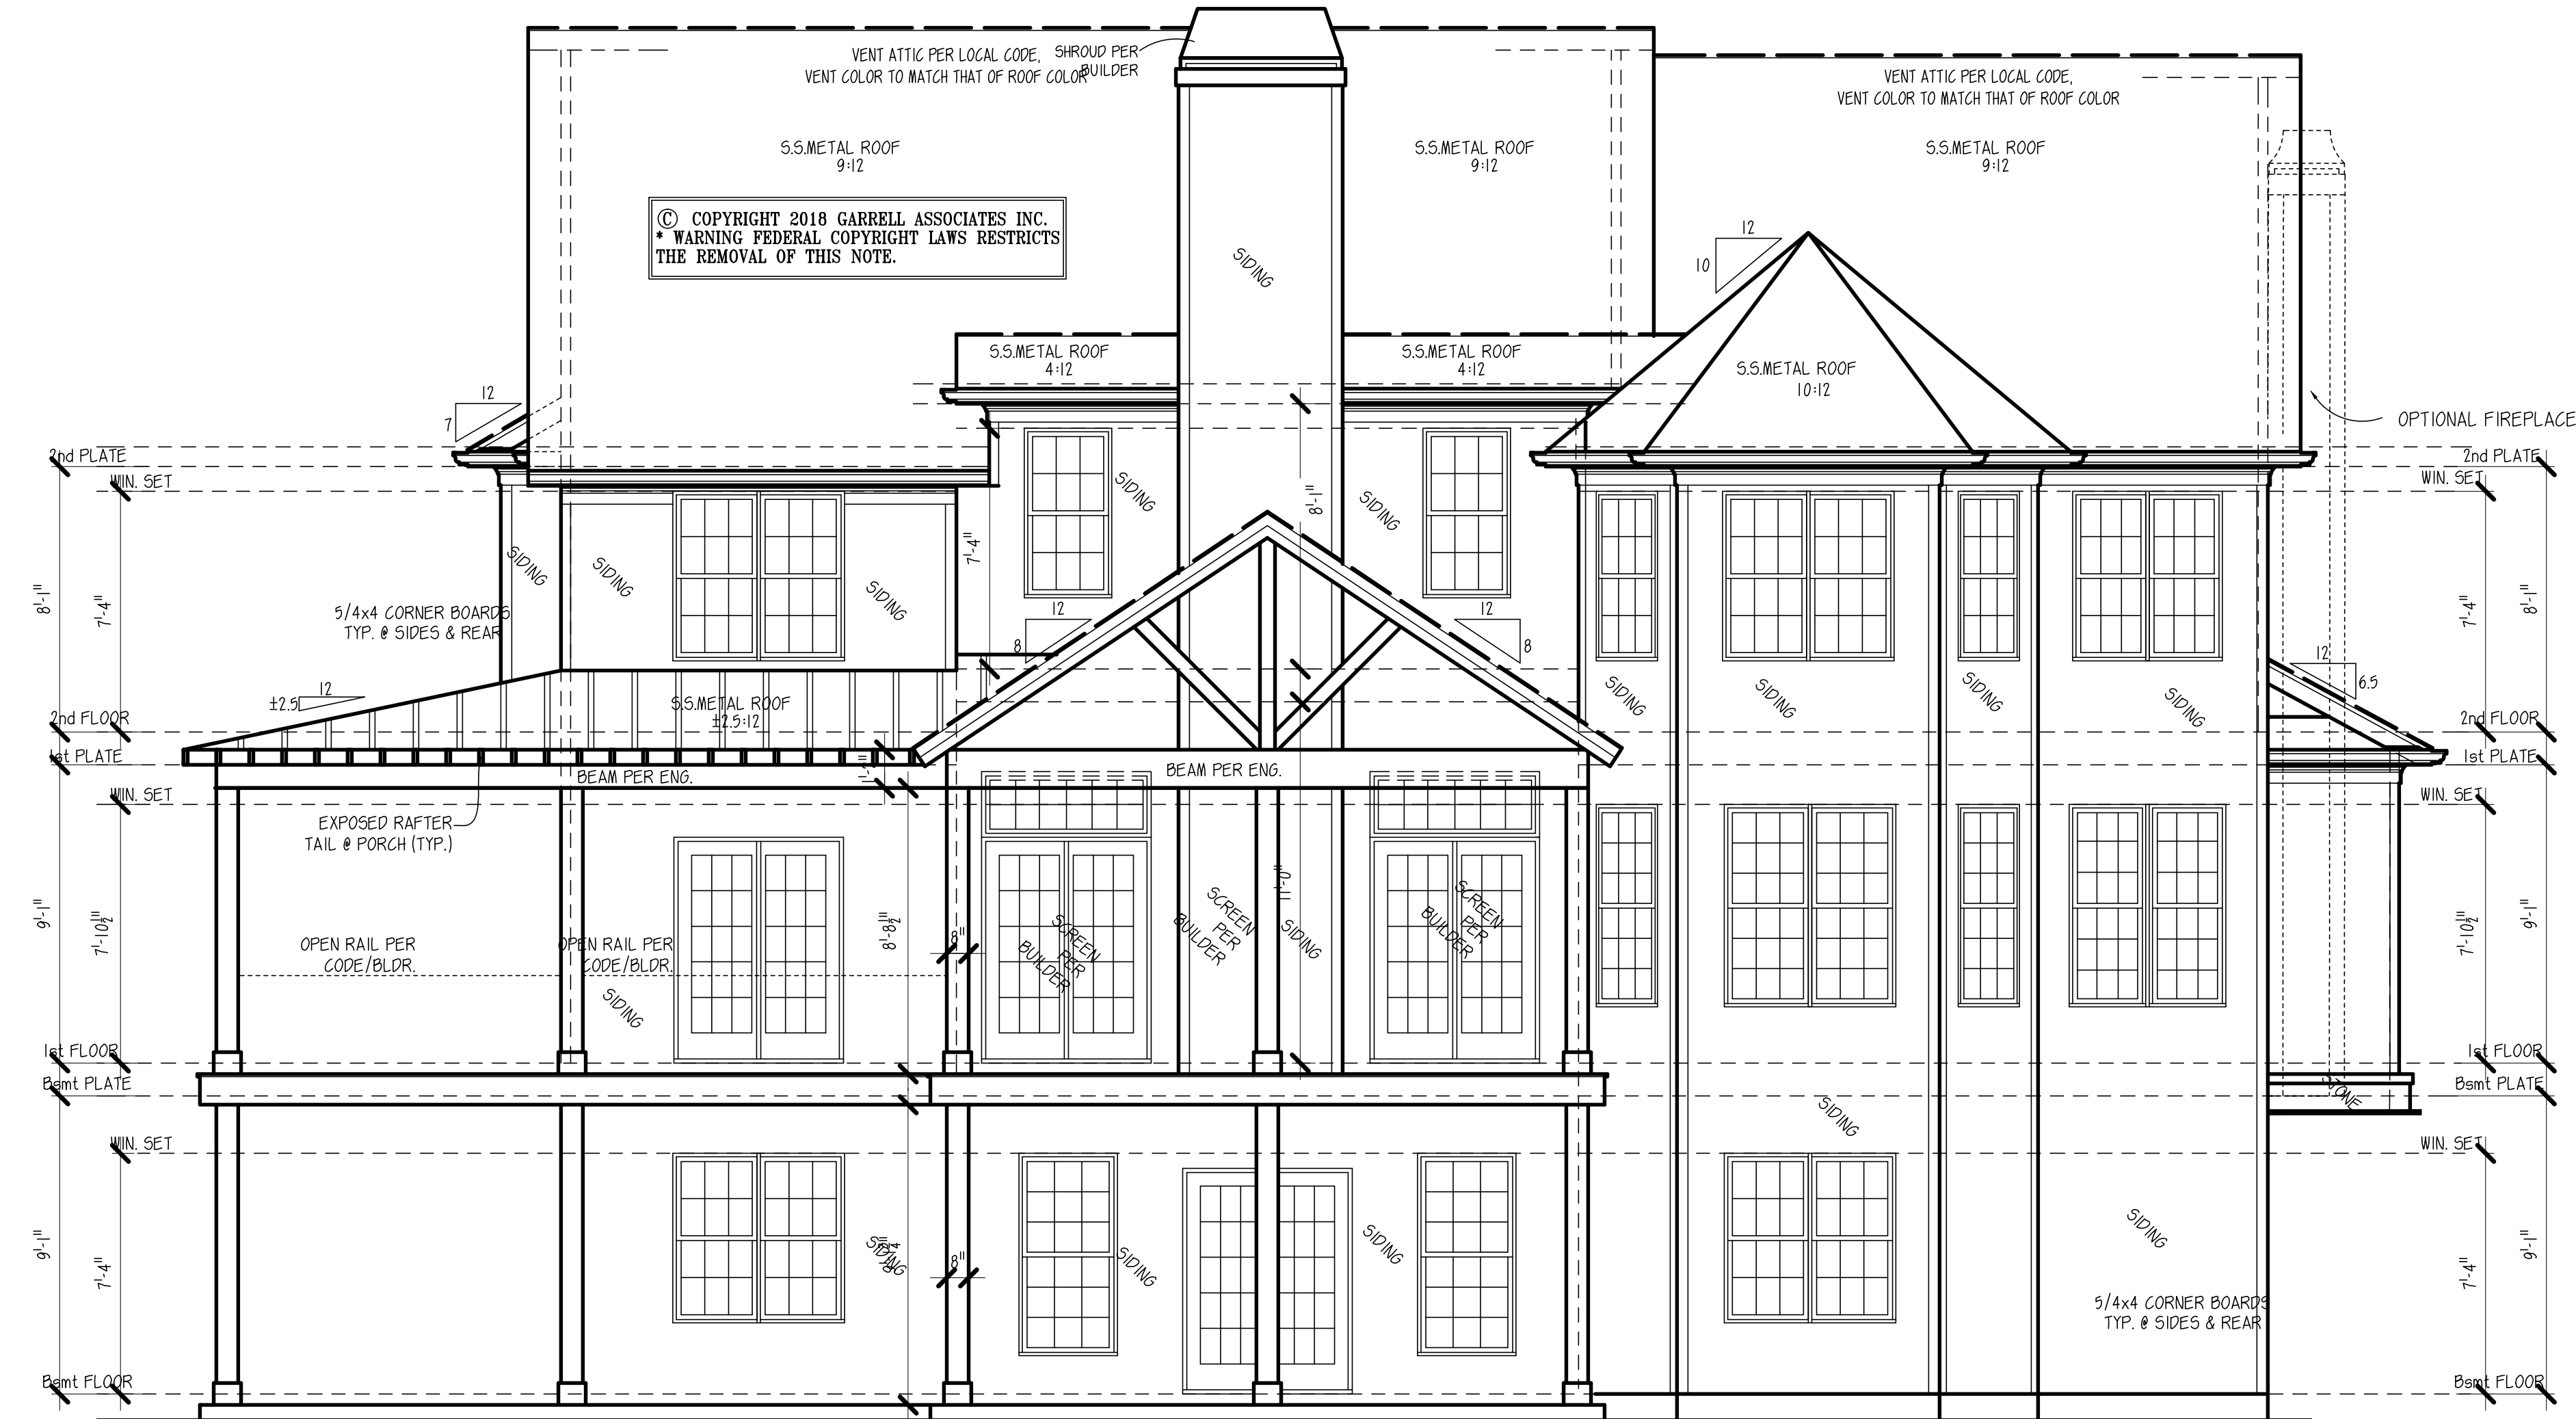 VENT ATTIC PER LOCAL CODE,
VENT COLOR TO MATCH THAT OF ROOF COLOR
SHROUD PER
BUILDER
VENT ATTIC PER LOCAL CODE,
VENT COLOR TO MATCH THAT OF ROOF COLOR
S.S.METAL ROOF
9:12
S.S.METAL ROOF
9:12
S.S.METAL ROOF
9:12
© COPYRIGHT 2018 GARRELL ASSOCIATES INC.
* WARNING FEDERAL COPYRIGHT LAWS RESTRICTS
THE REMOVAL OF THIS NOTE.
SIDING
12
10
S.S.METAL ROOF
4:12
S.S.METAL ROOF
4:12
S.S.METAL ROOF
10:12
12
7
OPTIONAL FIREPLACE
2nd PLATE
2nd PLATE
WIN. SET
WIN. SET
SIDING
SIDING
8'-1"
7'-4"
SIDING
SIDING
SIDING
8'-1"
7'-4"
7'-4"
8'-1"
5/4x4 CORNER BOARDS
TYP. @ SIDES & REAR
12
8
12
8
12
6.5
SIDING
SIDING
SIDING
SIDING
12
±2.5
S.S.METAL ROOF
±2.5:12
2nd FLOOR
2nd FLOOR
1st PLATE
1st PLATE
BEAM PER ENG.
BEAM PER ENG.
WIN. SET
WIN. SET
EXPOSED RAFTER
TAIL @ PORCH (TYP.)
9'-1"
7'-10½"
8'-8½"
11'-0"
7'-10½"
9'-1"
OPEN RAIL PER
CODE/BLDR.
OPEN RAIL PER
CODE/BLDR.
8"
SCREEN
PER
BUILDER
SCREEN
PER
BUILDER
SIDING
SCREEN
PER
BUILDER
SIDING
1st FLOOR
1st FLOOR
Bsmt PLATE
Bsmt PLATE
STONE
SIDING
WIN. SET
WIN. SET
9'-1"
7'-4"
SIDING
8"
SIDING
SIDING
SIDING
7'-4"
9'-1"
5/4x4 CORNER BOARDS
TYP. @ SIDES & REAR
Bsmt FLOOR
Bsmt FLOOR